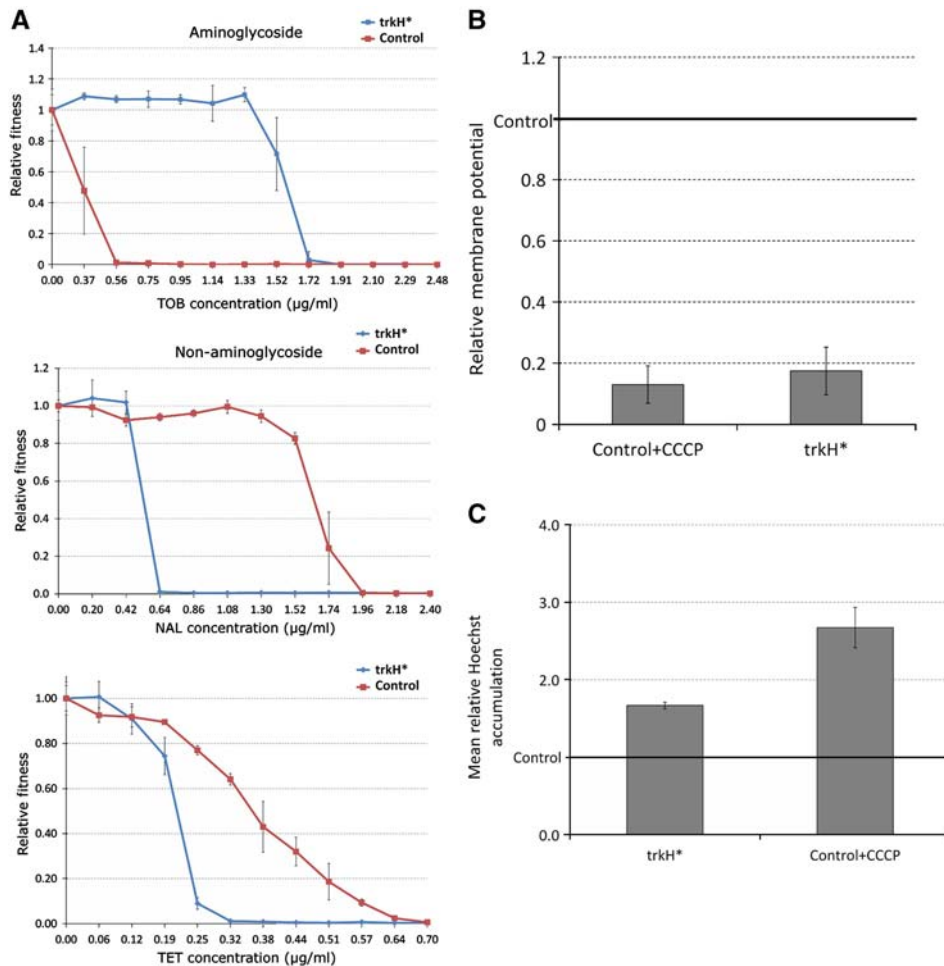 A
Aminoglycoside
trkH*
Control
1.4
1.2
1
0.8
0.6
0.4
0.2
0
Relative fitness
0.00 0.37 0.56 0.75 0.95 1.14 1.33 1.52 1.72 1.91 2.10 2.29 2.48
TOB concentration (µg/ml)
Non-aminoglycoside
trkH*
Control
1.2
1.0
0.8
0.6
0.4
0.2
0.0
Relative fitness
0.00 0.20 0.42 0.64 0.86 1.08 1.30 1.52 1.74 1.96 2.18 2.40
NAL concentration (µg/ml)
trkH*
Control
1.00
0.80
0.60
0.40
0.20
0.00
Relative fitness
0.00 0.06 0.12 0.19 0.25 0.32 0.38 0.44 0.51 0.57 0.64 0.70
TET concentration (µg/ml)
B
1.2
Control
0.8
0.6
0.4
0.2
0
Relative membrane potential
Control+CCCP trkH*
C
4.0
3.0
2.0
Control
0.0
Mean relative Hoechst
accumulation
trkH* Control+CCCP